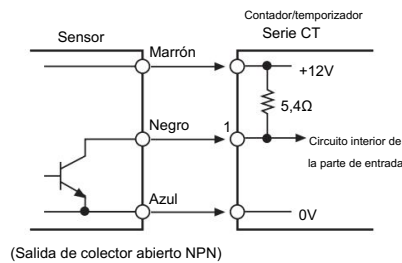 Contador/temporizador
Sensor
Serie CT
Marrón
+12V
5,4Ω
Negro
1
Circuito interior de
la parte de entrada
Azul
0V
(Salida de colector abierto NPN)